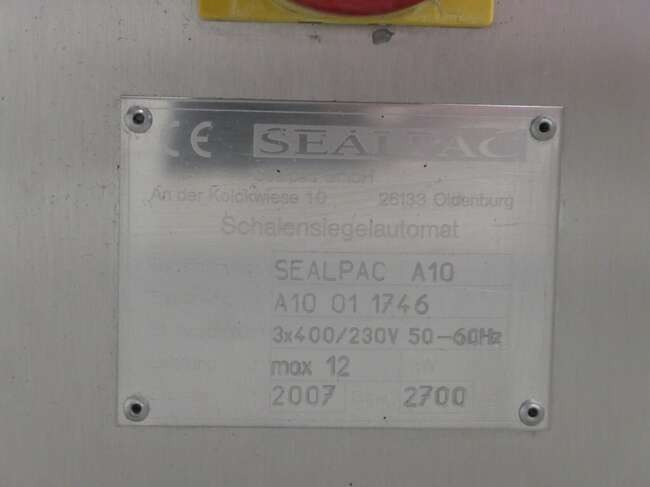 CE SEALPAC
An der Kolckwiese 10 26133 Oldenburg
Schalensiegelautomat
SEALPAC A10
A10 01 1746
3x400/230V 50-60Hz
max 12
2007 2700